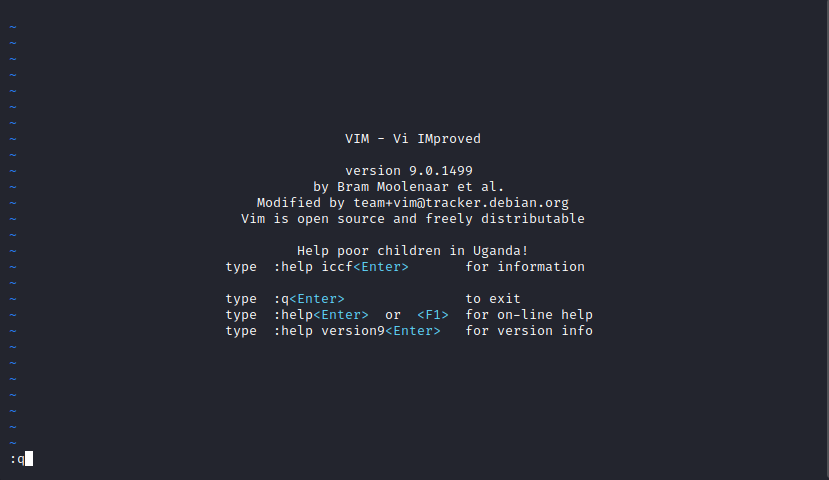 ~
~
~
~
~
~
~
~ VIM - Vi IMproved
~
~ version 9.0.1499
~ by Bram Moolenaar et al.
~ Modified by team+vim@tracker.debian.org
~ Vim is open source and freely distributable
~
~ Help poor children in Uganda!
~ type  :help iccf<Enter>       for information
~
~ type  :q<Enter>               to exit
~ type  :help<Enter>  or  <F1>  for on-line help
~ type  :help version9<Enter>   for version info
~
~
~
~
~
~
~
:q